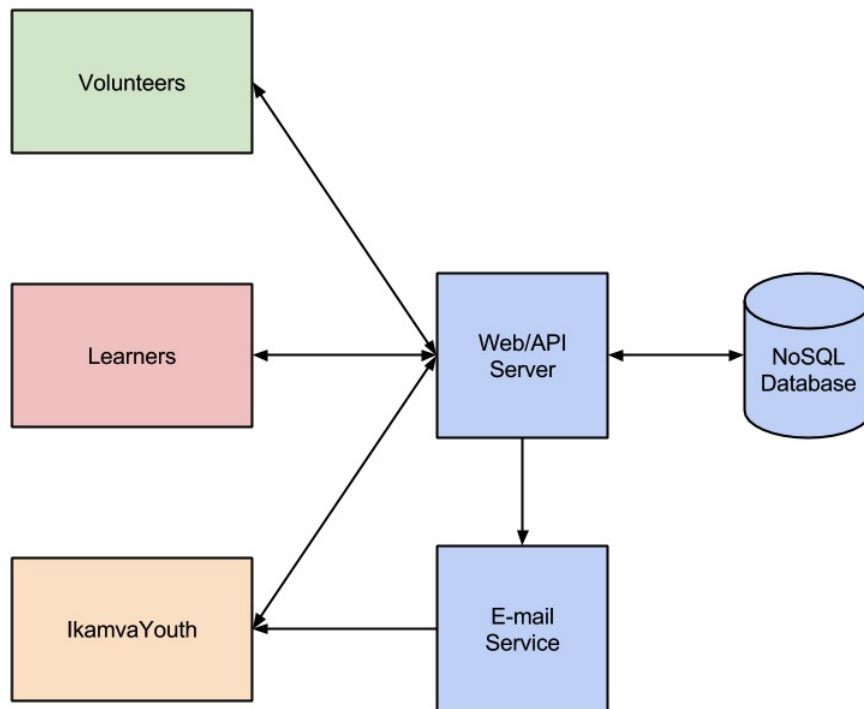 Volunteers
Learners
Web/API
Server
NoSQL
Database
IkamvaYouth
E-mail
Service